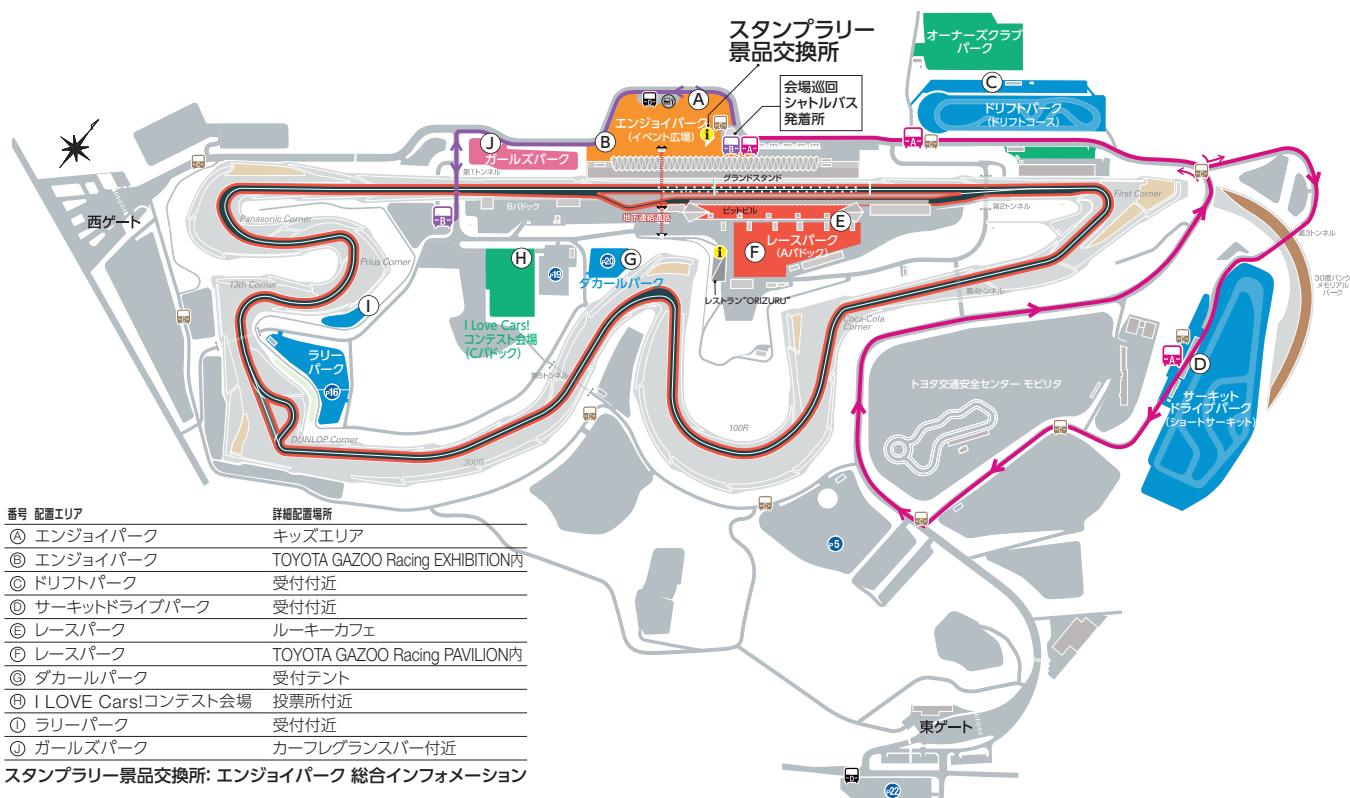 スタンプラリー
景品交換所
オーナーズクラブ
パーク
会場巡回
シャトルバス
発着所
C
ドリフトパーク
(ドリフトコース)
A
エンジョイパーク
(イベント広場)
i
B
J
ガールズパーク
-B-
-A-
-A-
第1トンネル
グランドスタンド
First Corner
西ゲート
Panasonic Corner
-B-
Bパドック
地下連絡通路
ピットビル
E
第2トンネル
レースパーク
(Aパドック)
F
第3トンネル
Prius Corner
H
P19
P20
G
ダカールパーク
i
レストラン"ORIZURU"
13th Corner
I
第4トンネル
30度バンク
メモリアル
パーク
I Love Cars!
コンテスト会場
(Cパドック)
Coca-Cola
Corner
ラリー
パーク
P16
第5トンネル
-A-
D
トヨタ交通安全センター モビリタ
サーキット
ドライブパーク
(ショートサーキット)
DUNLOP Corner
300R
100R
P5
番号 配置エリア 詳細配置場所
A エンジョイパーク キッズエリア
B エンジョイパーク TOYOTA GAZOO Racing EXHIBITION内
C ドリフトパーク 受付付近
D サーキットドライブパーク 受付付近
E レースパーク ルーキーカフェ
F レースパーク TOYOTA GAZOO Racing PAVILION内
G ダカールパーク 受付テント
H I LOVE Cars!コンテスト会場 投票所付近
I ラリーパーク 受付付近
J ガールズパーク カーフレグランスバー付近
スタンプラリー景品交換所: エンジョイパーク 総合インフォメーション
東ゲート
-D-
P22